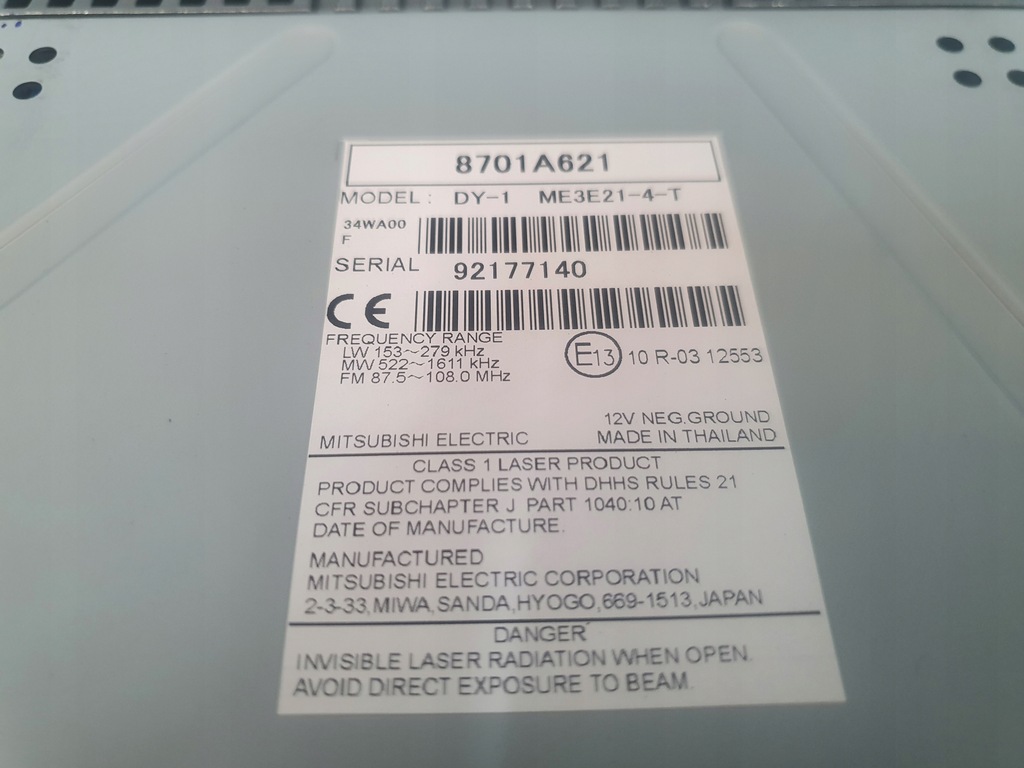 8701A621
MODEL: DY-1 ME3E21-4-T
34WA00
F
SERIAL 92177140
CE
FREQUENCY RANGE
LW 153~279 kHz
MW 522~1611 kHz
FM 87.5~108.0 MHz
E13 10 R-03 12553
12V NEG.GROUND
MITSUBISHI ELECTRIC MADE IN THAILAND
CLASS 1 LASER PRODUCT
PRODUCT COMPLIES WITH DHHS RULES 21
CFR SUBCHAPTER J PART 1040:10 AT
DATE OF MANUFACTURE.
MANUFACTURED
MITSUBISHI ELECTRIC CORPORATION
2-3-33,MIWA,SANDA,HYOGO,669-1513,JAPAN
DANGER
INVISIBLE LASER RADIATION WHEN OPEN.
AVOID DIRECT EXPOSURE TO BEAM.